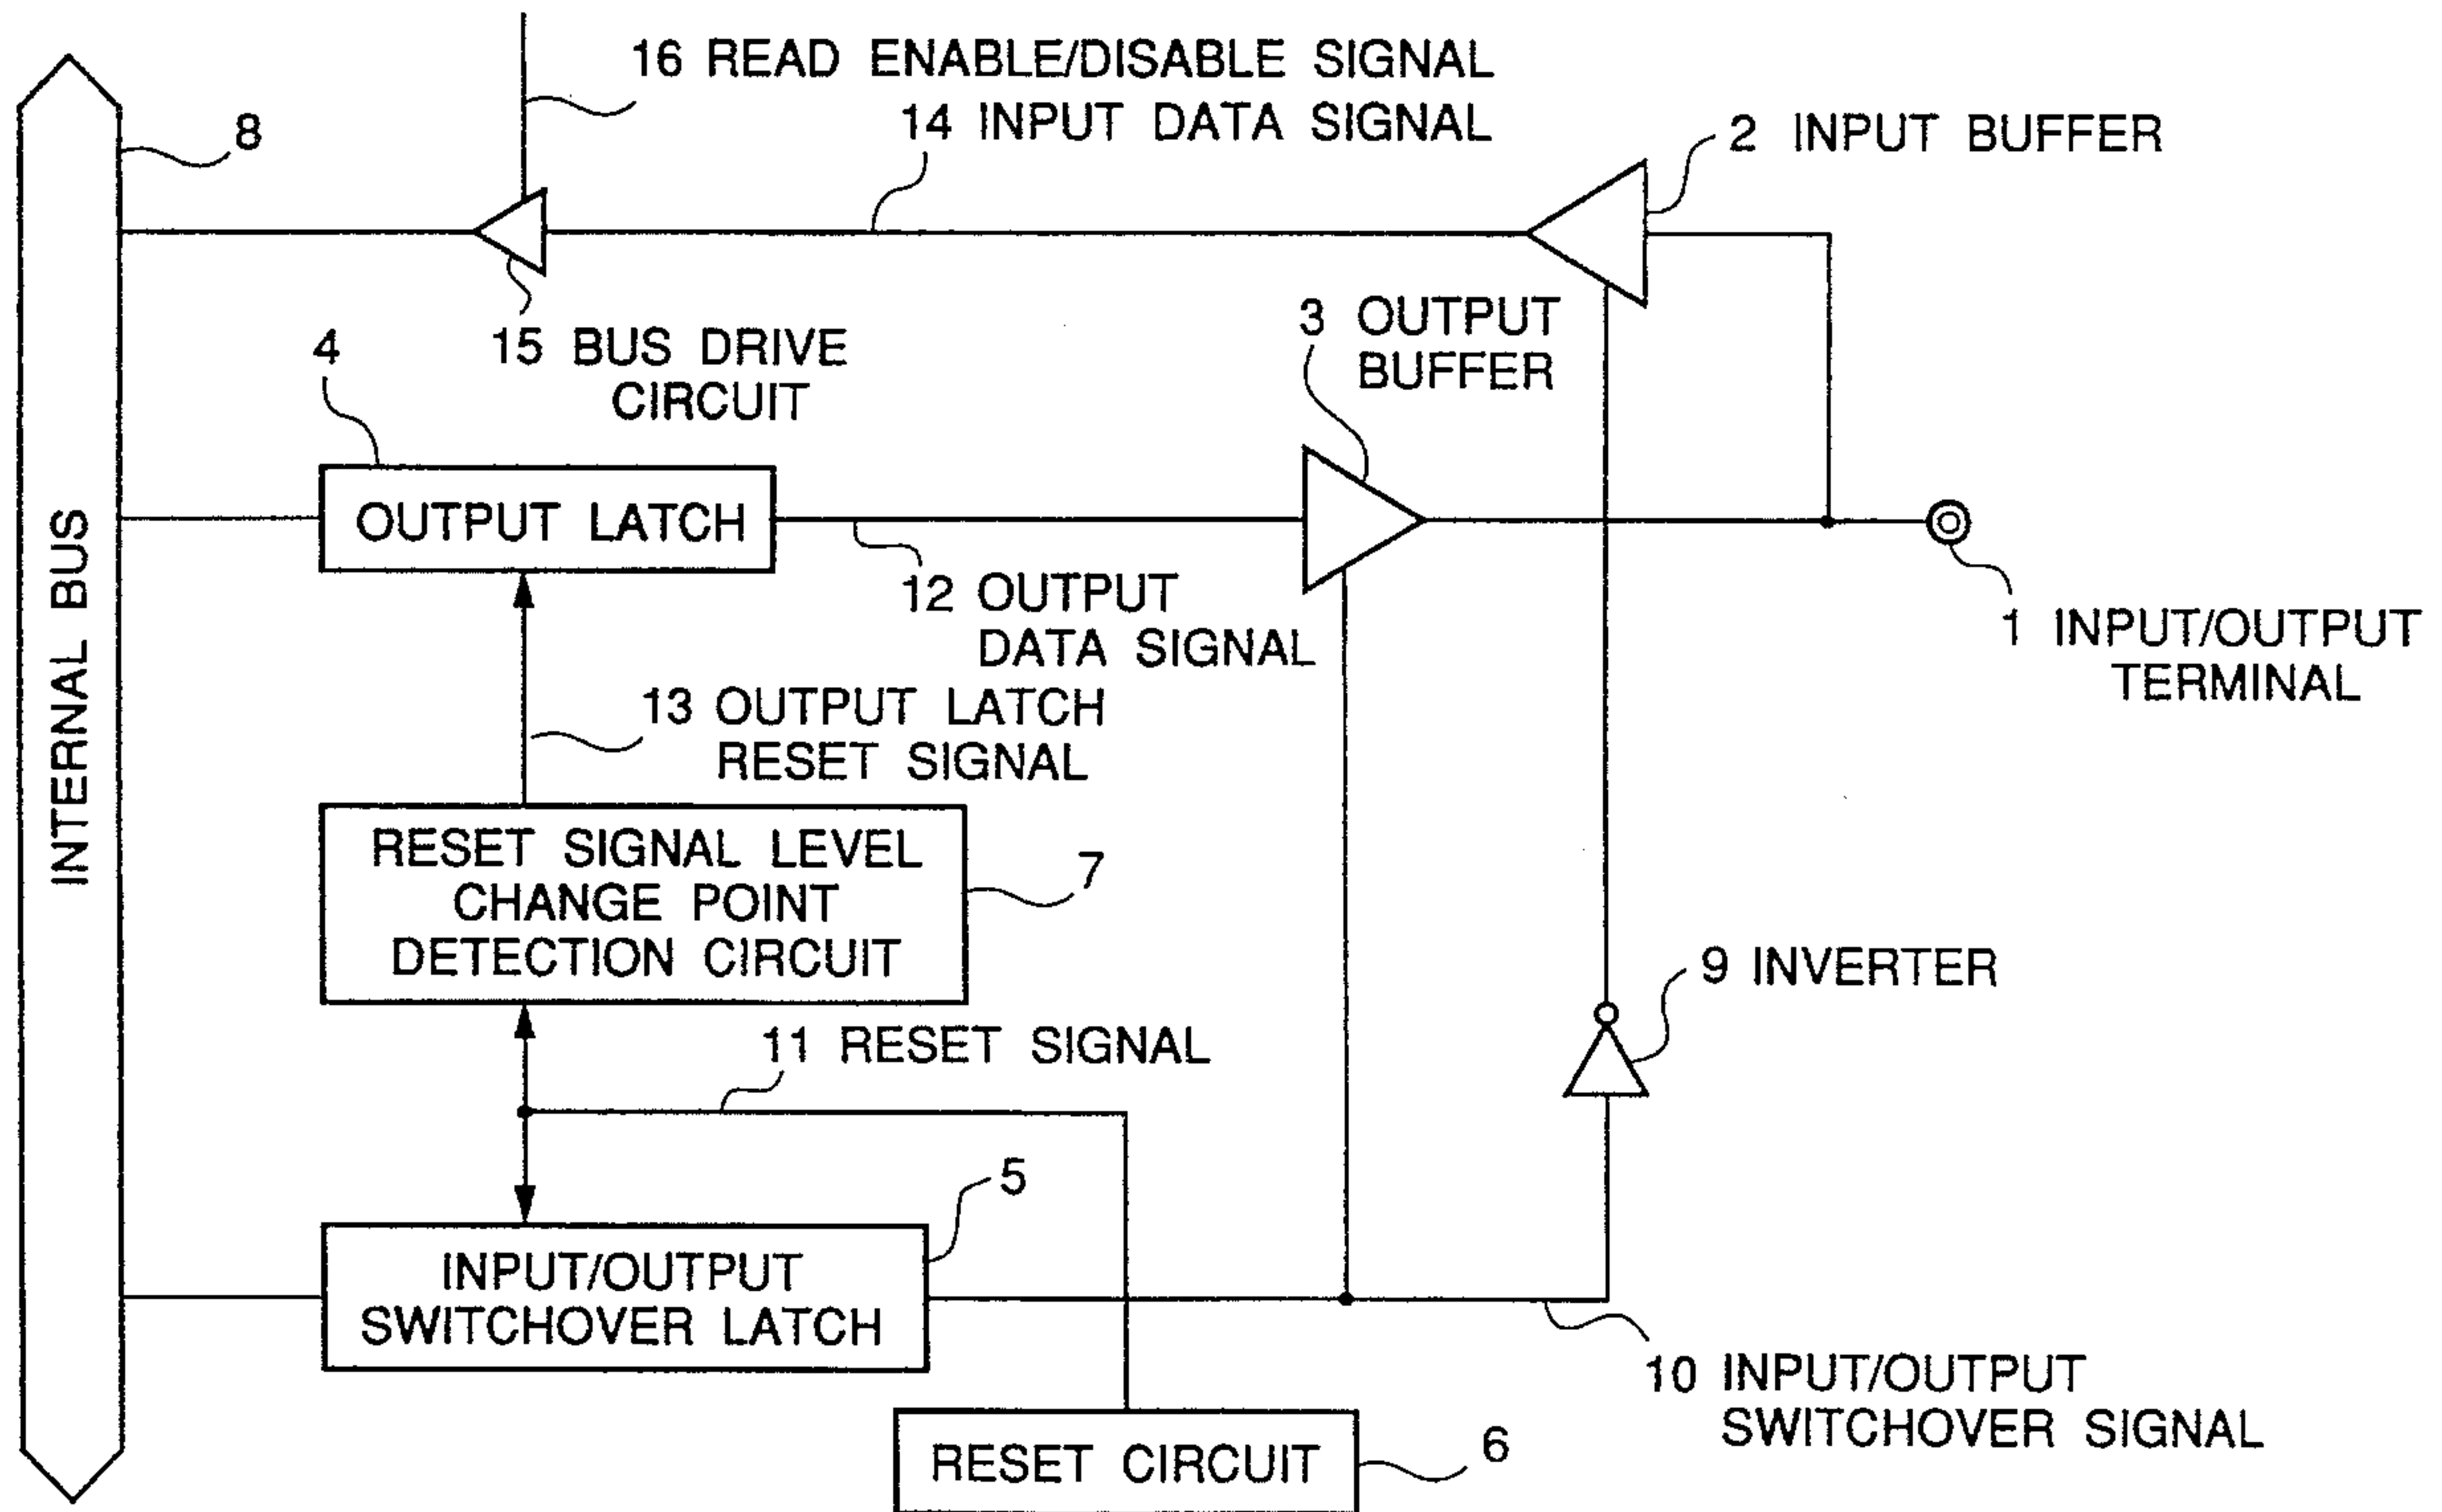 16 READ ENABLE/DISABLE SIGNAL
14 INPUT DATA SIGNAL
2 INPUT BUFFER
8
3 OUTPUT
BUFFER
15 BUS DRIVE
CIRCUIT
4
OUTPUT LATCH
12 OUTPUT
DATA SIGNAL
1 INPUT/OUTPUT
TERMINAL
INTERNAL BUS
13 OUTPUT LATCH
RESET SIGNAL
RESET SIGNAL LEVEL
CHANGE POINT
DETECTION CIRCUIT
7
9 INVERTER
11 RESET SIGNAL
5
INPUT/OUTPUT
SWITCHOVER LATCH
10 INPUT/OUTPUT
SWITCHOVER SIGNAL
RESET CIRCUIT
6